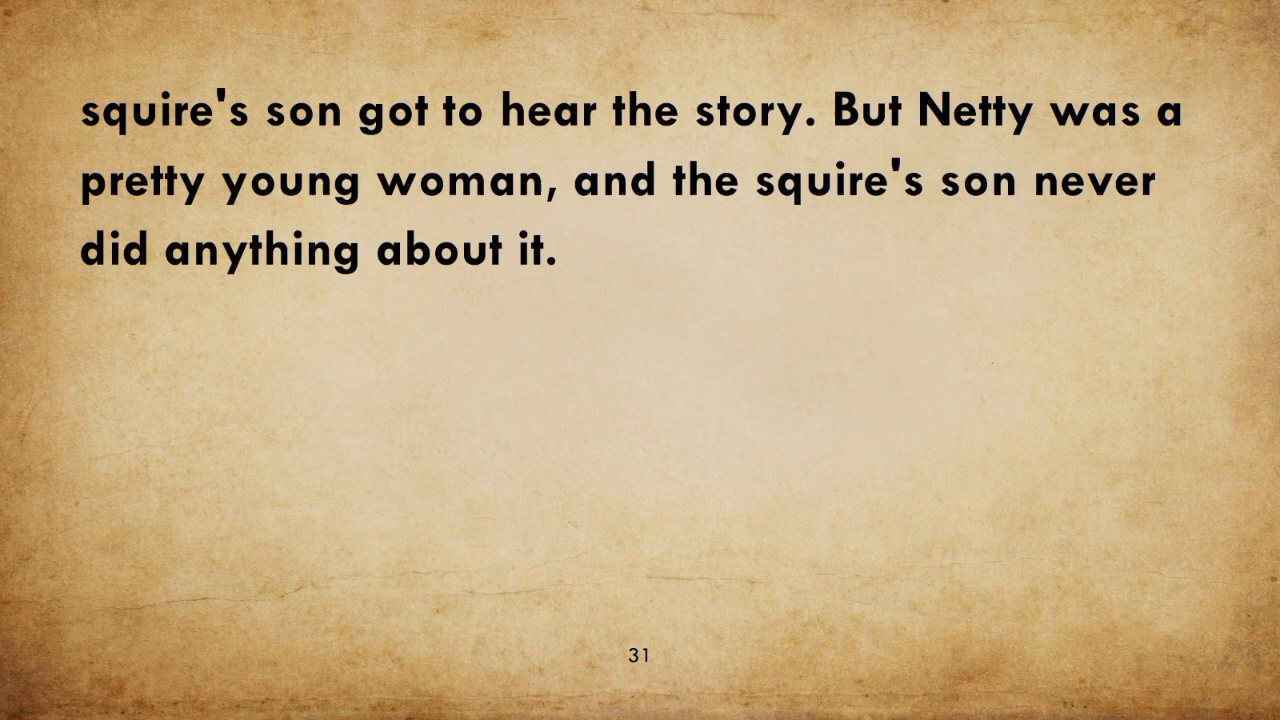 squire's son got to hear the story. But Netty was a
pretty young woman, and the squire's son never
did anything about it.
31